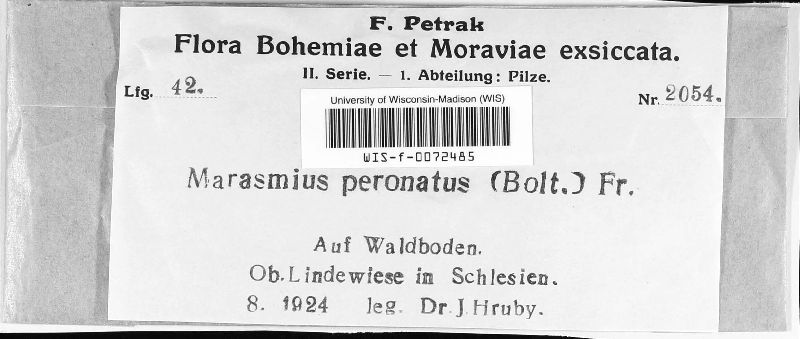 F. Petrak
Flora Bohemiae et Moraviae exsiccata.
II. Serie. — 1. Abteilung: Pilze.
Lfg. 42.
Nr. 2054.
University of Wisconsin-Madison (WIS)
WIS-f-0072485
Marasmius peronatus (Bolt.) Fr.
Auf Waldboden.
Ob. Lindewiese in Schlesien.
8. 1924 leg. Dr. J. Hruby.